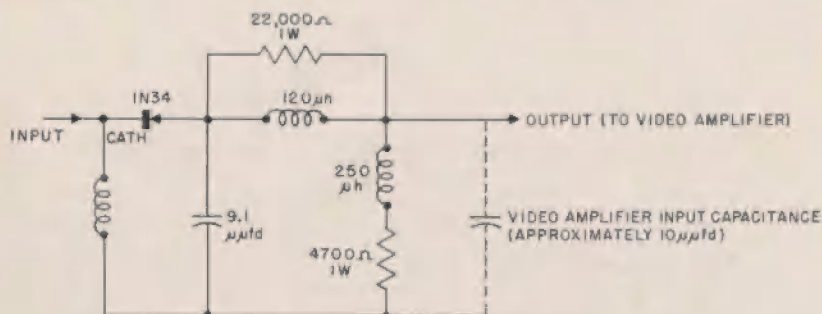 22,000Ω
1W
1N34
120μh
INPUT
CATH
OUTPUT (TO VIDEO AMPLIFIER)
250
μh
9.1
μμfd
VIDEO AMPLIFIER INPUT CAPACITANCE
(APPROXIMATELY 10μμfd)
4700Ω
1W